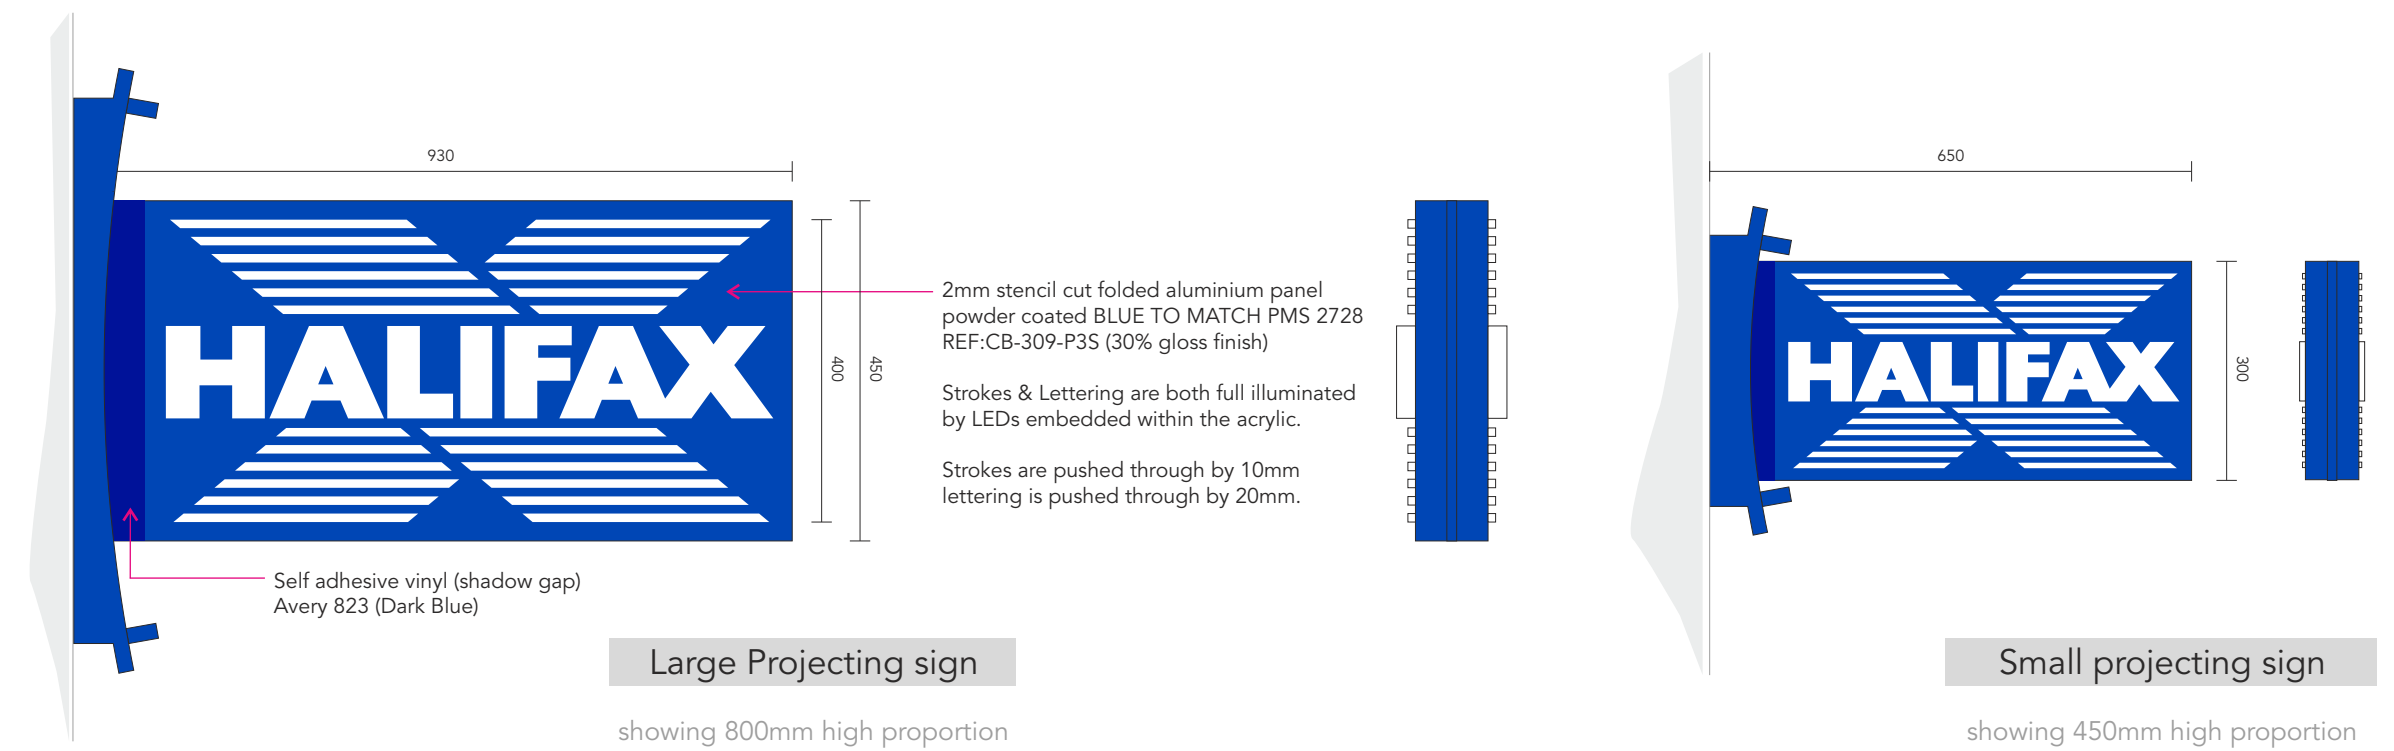 930
HALIFAX
400
450
2mm stencil cut folded aluminium panel
powder coated BLUE TO MATCH PMS 2728
REF:CB-309-P3S (30% gloss finish)
Strokes & Lettering are both full illuminated
by LEDs embedded within the acrylic.
Strokes are pushed through by 10mm
lettering is pushed through by 20mm.
Self adhesive vinyl (shadow gap)
Avery 823 (Dark Blue)
Large Projecting sign
showing 800mm high proportion
650
HALIFAX
300
Small projecting sign
showing 450mm high proportion